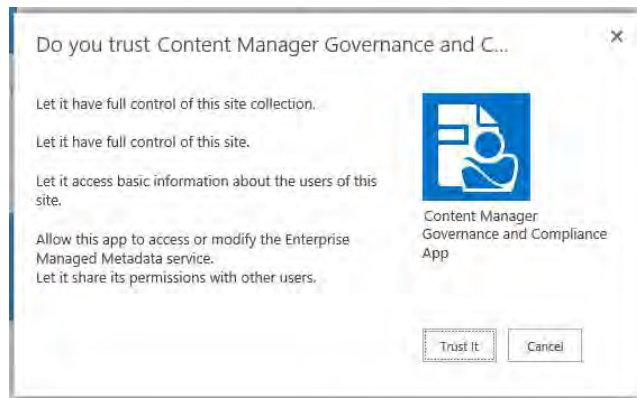 Do you trust Content Manager Governance and C...
Let it have full control of this site collection.
Let it have full control of this site.
Let it access basic information about the users of this
site.
Allow this app to access or modify the Enterprise
Managed Metadata service.
Let it share its permissions with other users.
Content Manager
Governance and Compliance
App
Trust It
Cancel